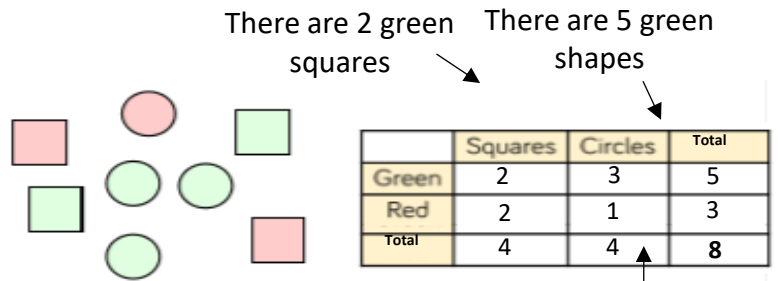 There are 2 green
squares
There are 5 green
shapes
Squares Circles Total
Green 2 3 5
Red 2 1 3
Total 4 4 8